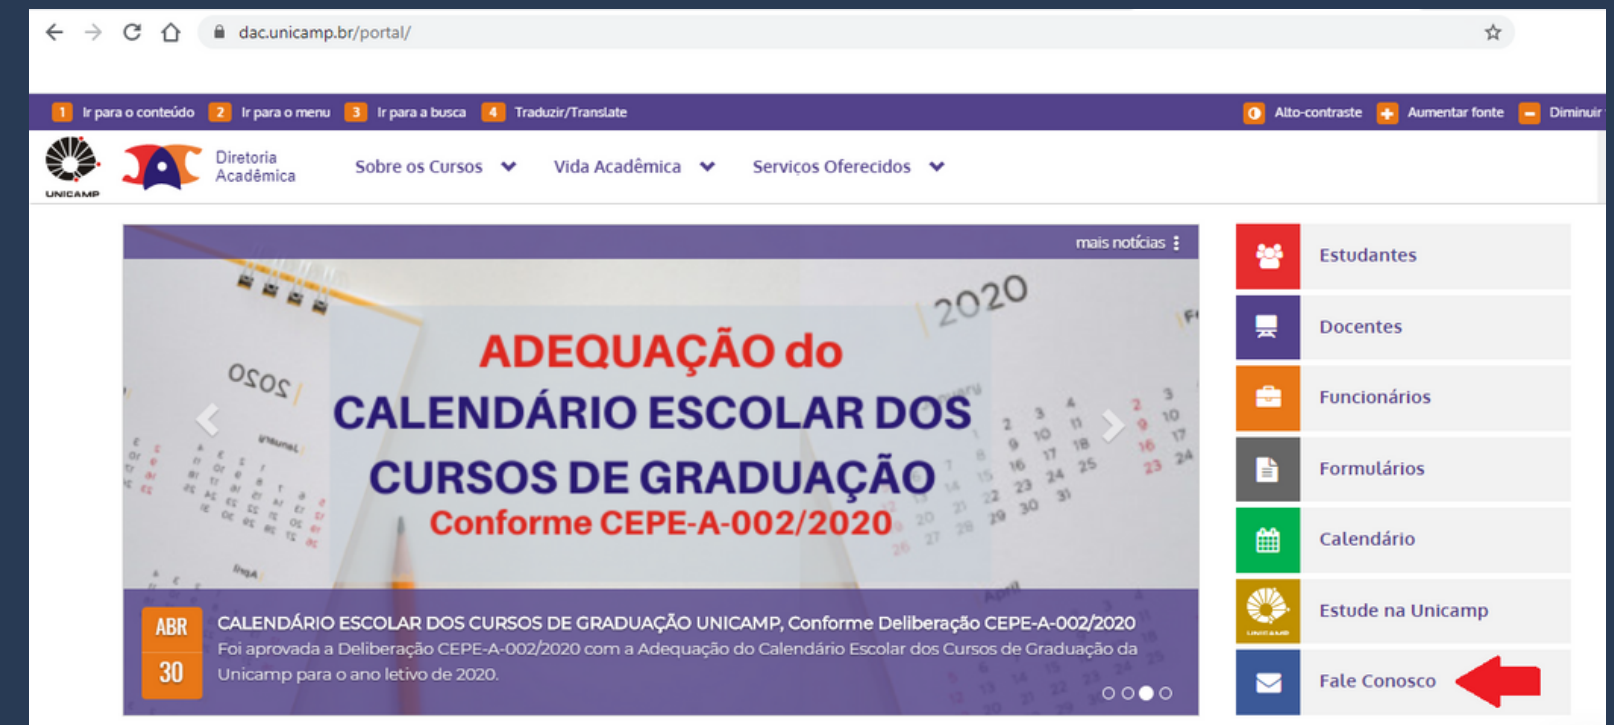 dac.unicamp.br/portal/
1 Ir para o conteúdo 2 Ir para o menu 3 Ir para a busca 4 Traduzir/Translate Alto-contraste Aumentar fonte Diminuir
UNICAMP
Diretoria
Acadêmica
Sobre os Cursos Vida Acadêmica Serviços Oferecidos
mais notícias
2020
2020
ADEQUAÇÃO do
CALENDÁRIO ESCOLAR DOS
CURSOS DE GRADUAÇÃO
Conforme CEPE-A-002/2020
April
ABR
30
CALENDÁRIO ESCOLAR DOS CURSOS DE GRADUAÇÃO UNICAMP, Conforme Deliberação CEPE-A-002/2020
Foi aprovada a Deliberação CEPE-A-002/2020 com a Adequação do Calendário Escolar dos Cursos de Graduação da
Unicamp para o ano letivo de 2020.
Estudantes
Docentes
Funcionários
Formulários
Calendário
UNICAMP
Estude na Unicamp
Fale Conosco